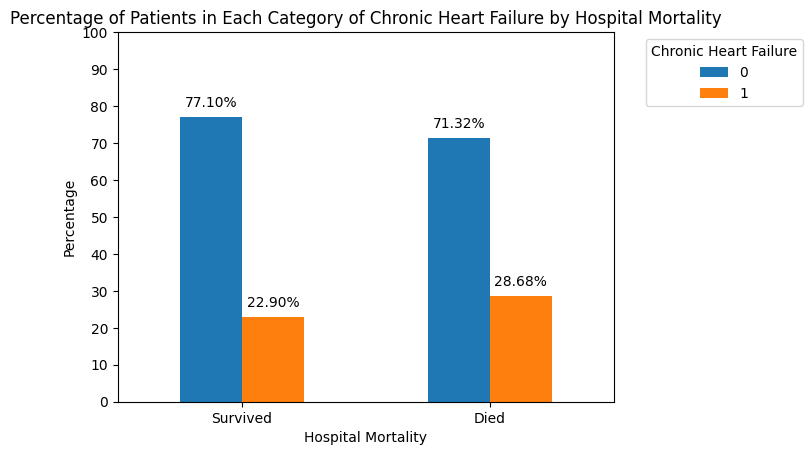 Percentage of Patients in Each Category of Chronic Heart Failure by Hospital Mortality
Chronic Heart Failure
0
1
100
90
80
70
60
50
40
30
20
10
0
Percentage
77.10%
22.90%
71.32%
28.68%
Survived
Died
Hospital Mortality